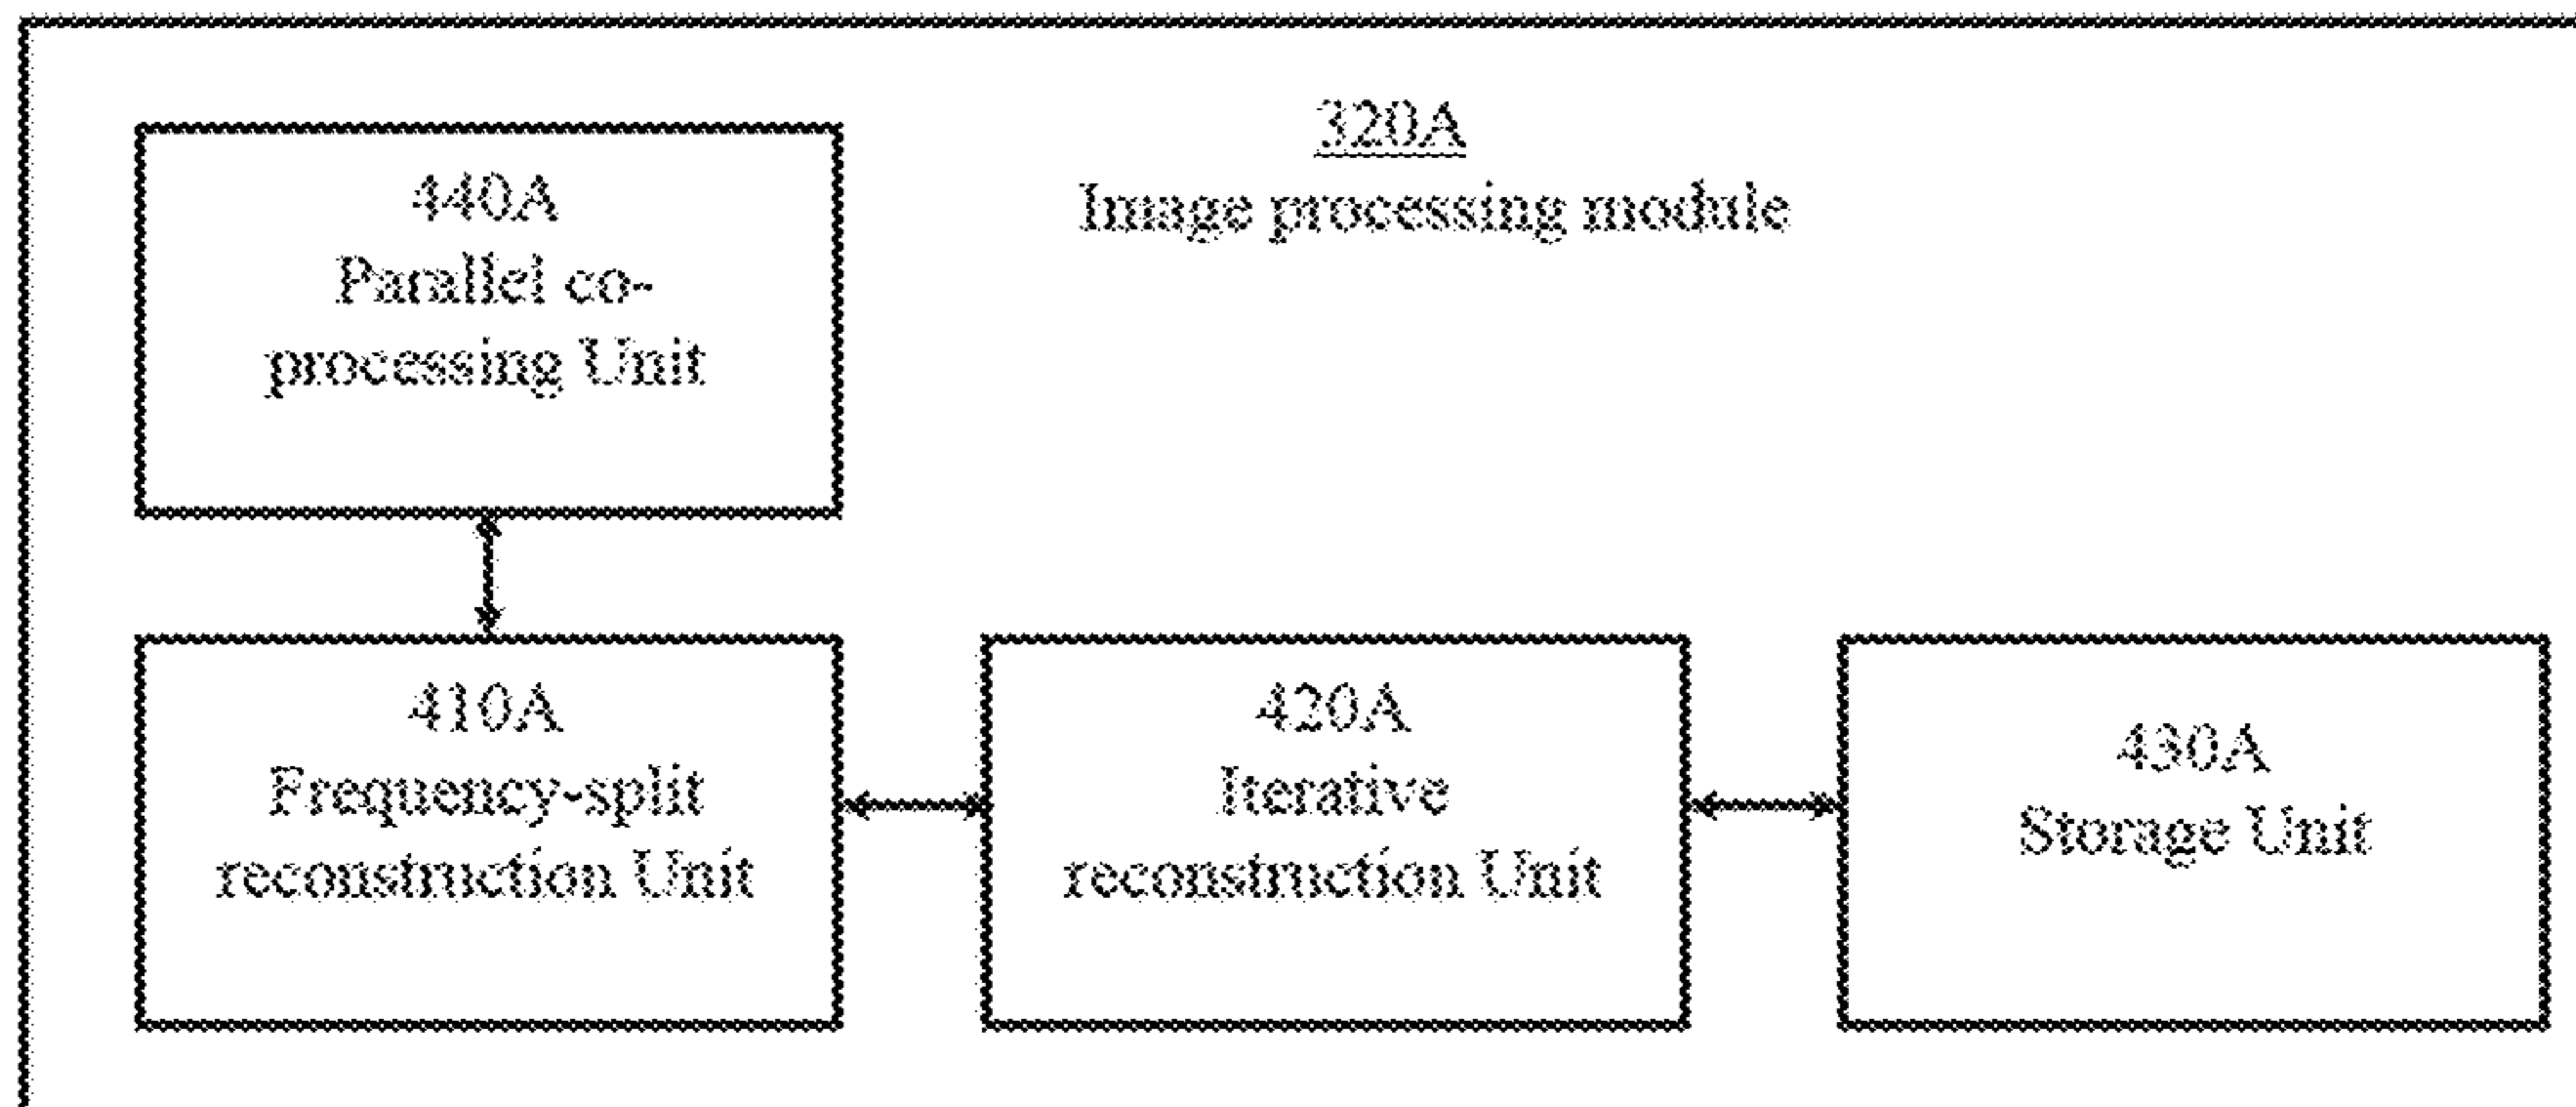 320A
Image processing module
440A
Parallel co-
processing Unit
410A
Frequency-split
reconstruction Unit
420A
Iterative
reconstruction Unit
430A
Storage Unit